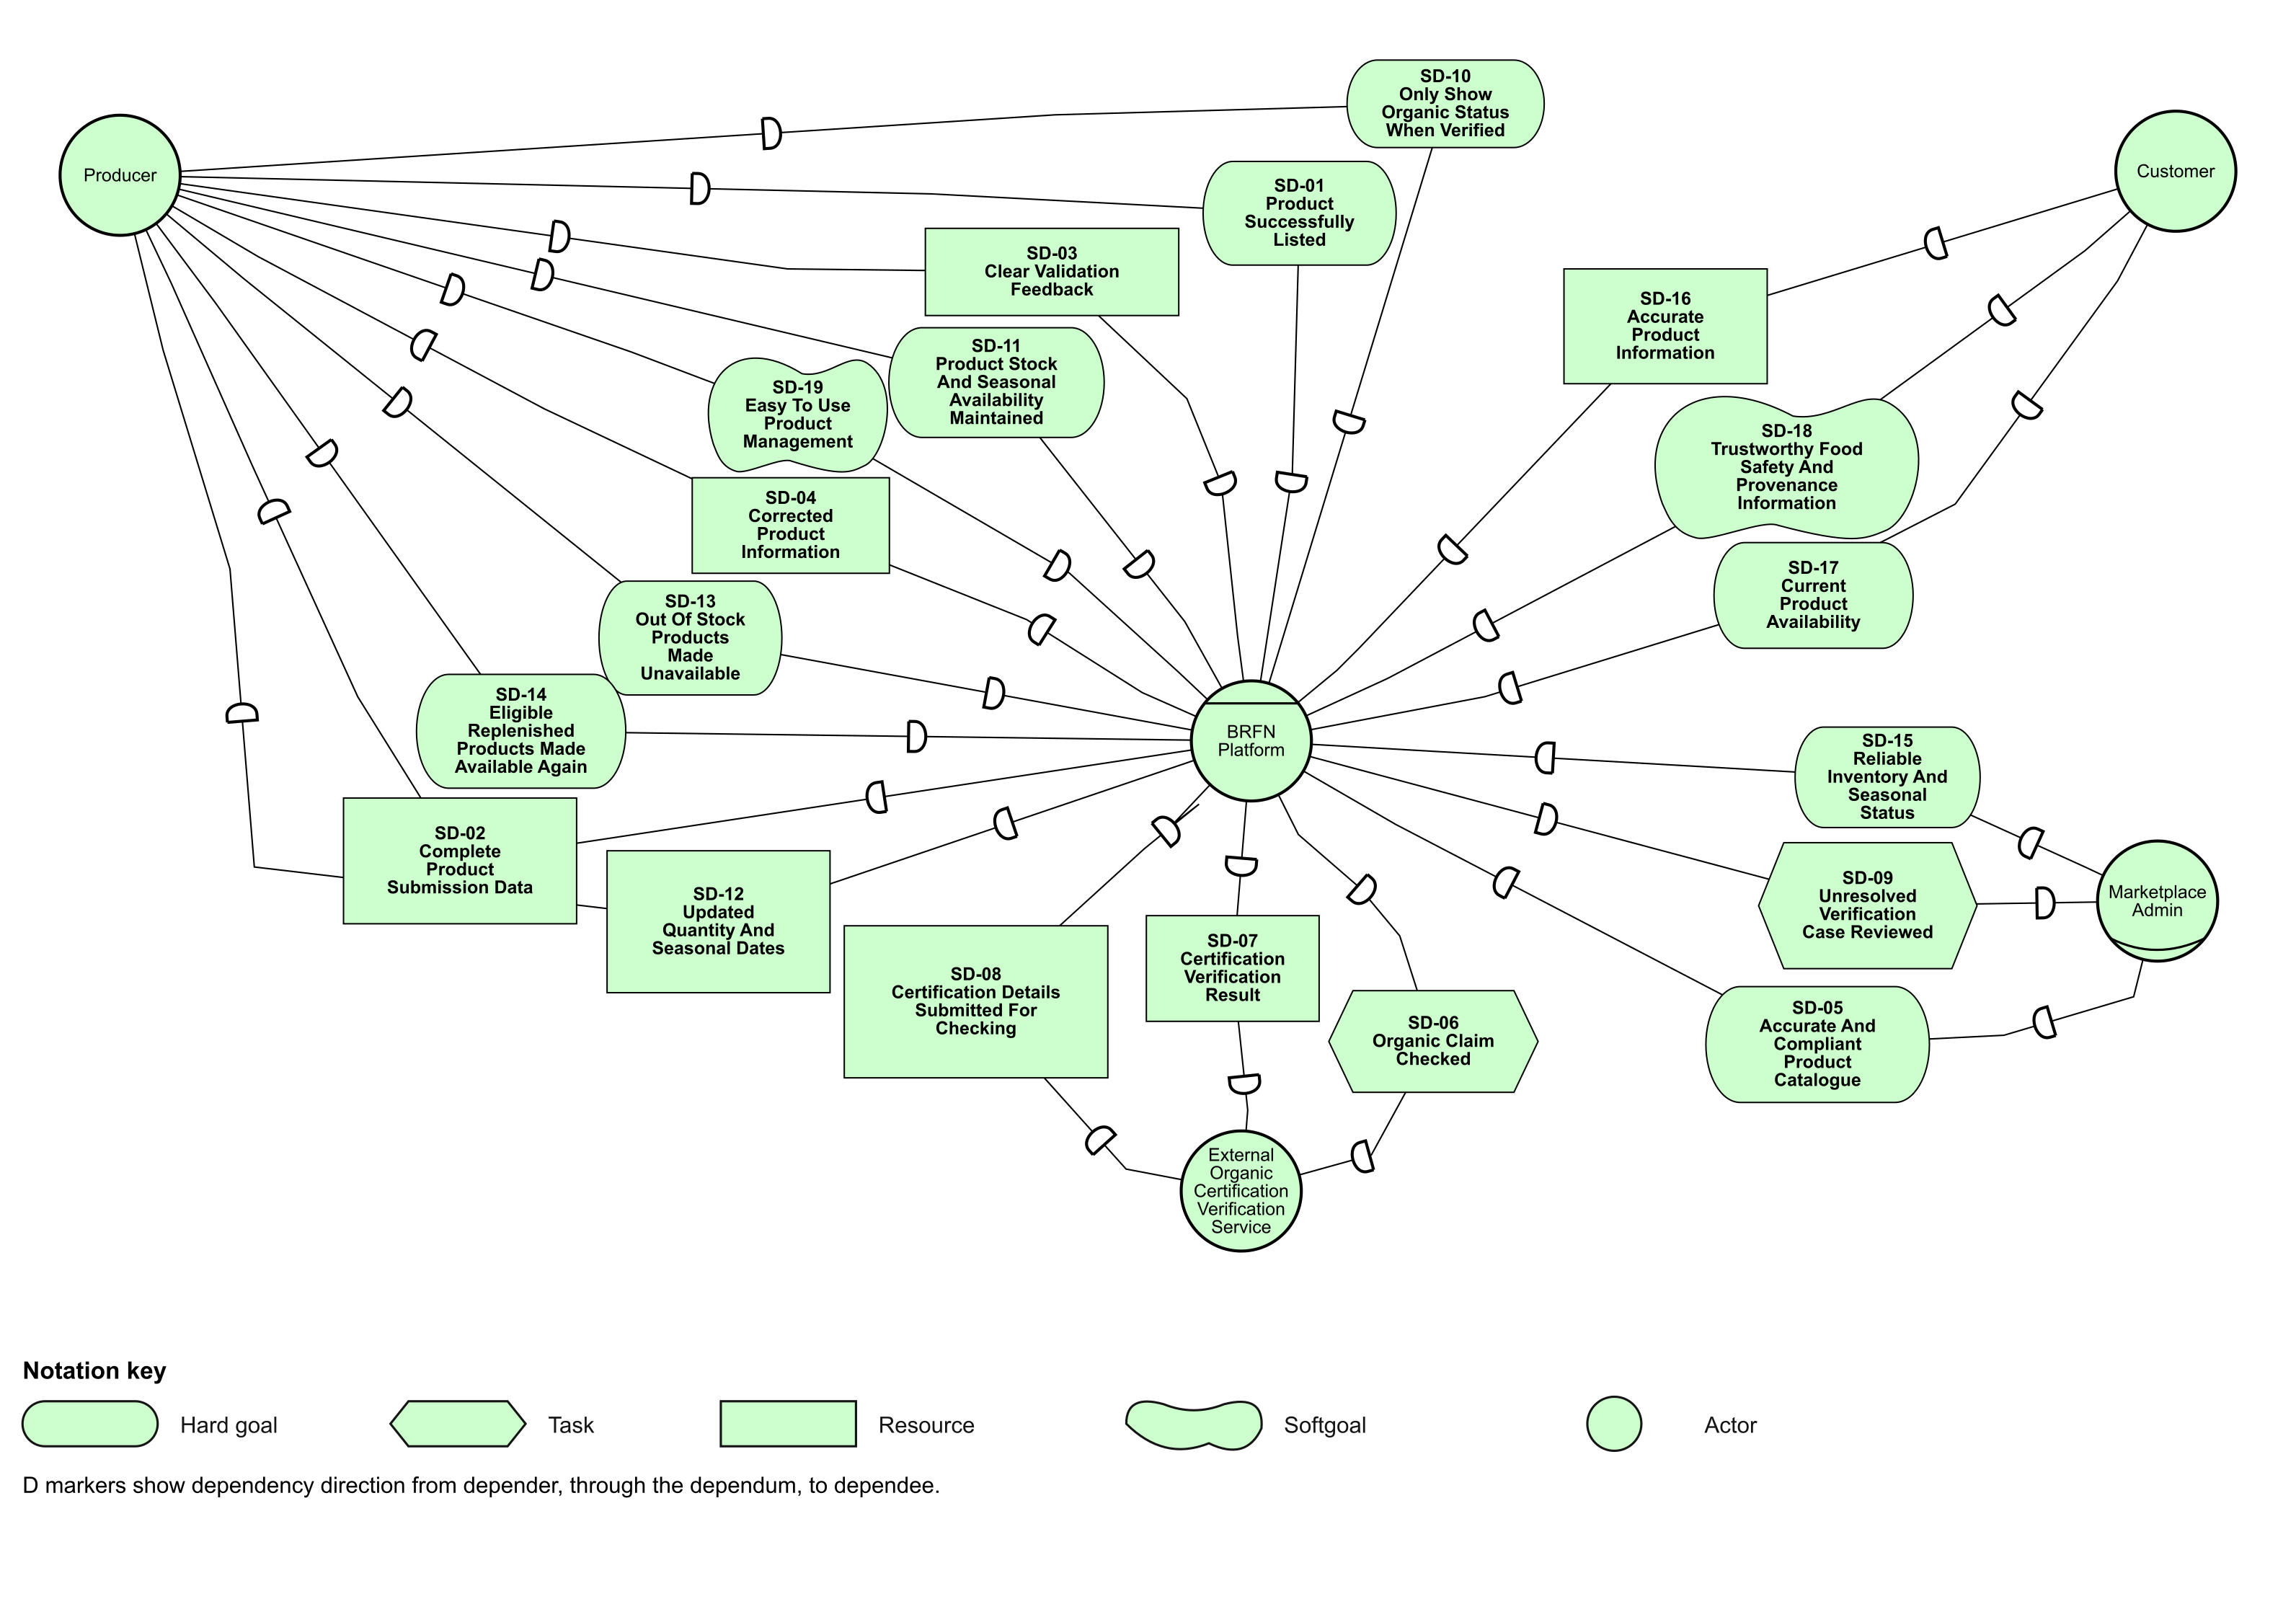 SD-10
Only Show
Organic Status
When Verified
Producer
Customer
SD-01
Product
Successfully
Listed
SD-03
Clear Validation
Feedback
SD-16
Accurate
Product
Information
SD-11
Product Stock
And Seasonal
Availability
Maintained
SD-19
Easy To Use
Product
Management
SD-18
Trustworthy Food
Safety And
Provenance
Information
SD-04
Corrected
Product
Information
SD-17
Current
Product
Availability
SD-13
Out Of Stock
Products
Made
Unavailable
SD-14
Eligible
Replenished
Products Made
Available Again
BRFN
Platform
SD-15
Reliable
Inventory And
Seasonal
Status
SD-02
Complete
Product
Submission Data
SD-12
Updated
Quantity And
Seasonal Dates
SD-09
Unresolved
Verification
Case Reviewed
Marketplace
Admin
SD-08
Certification Details
Submitted For
Checking
SD-07
Certification
Verification
Result
SD-06
Organic Claim
Checked
SD-05
Accurate And
Compliant
Product
Catalogue
External
Organic
Certification
Verification
Service
Notation key
Hard goal
Task
Resource
Softgoal
Actor
D markers show dependency direction from depender, through the dependum, to dependee.